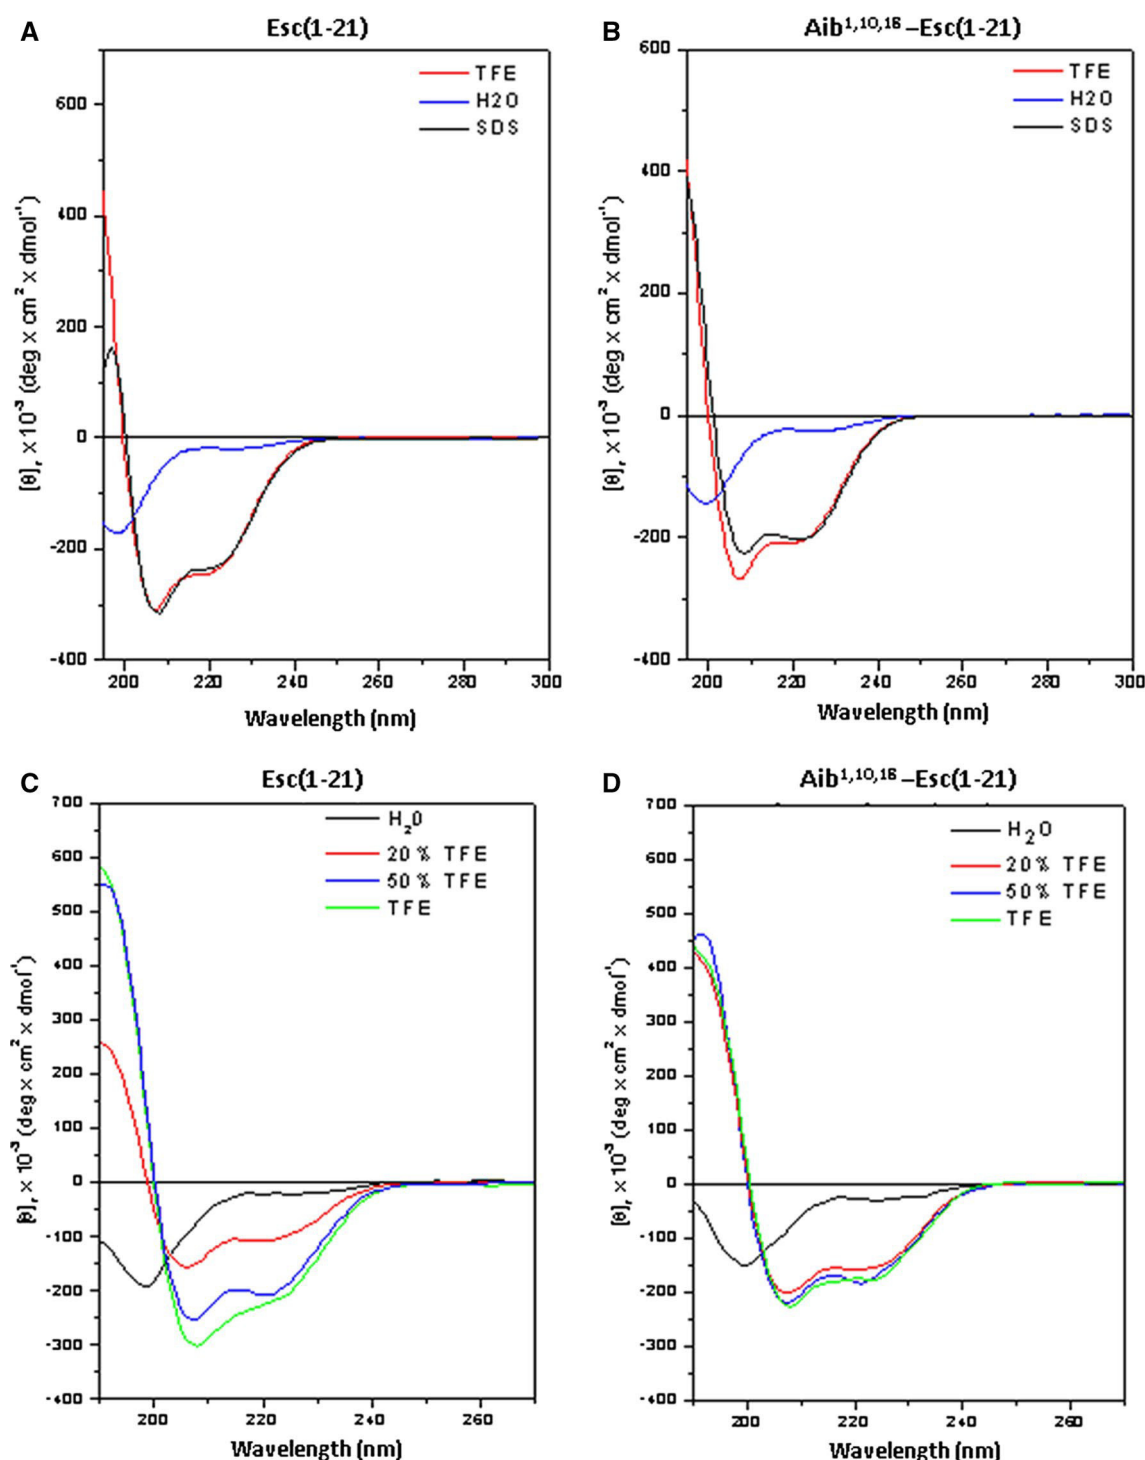 A
Esc(1-21)
TFE
H2O
SDS
600
400
200
0
-200
-400
200
220
240
260
280
300
[θ], x10⁻³ (deg x cm² x dmol⁻¹)
Wavelength (nm)
B
Aib¹,¹⁰,¹⁸ –Esc(1-21)
TFE
H2O
SDS
600
400
200
0
-200
-400
200
220
240
260
280
300
[θ], x10⁻³ (deg x cm² x dmol⁻¹)
Wavelength (nm)
C
Esc(1-21)
H₂0
20% TFE
50% TFE
TFE
700
600
500
400
300
200
100
0
-100
-200
-300
-400
200
220
240
260
[θ], x 10⁻³ (deg x cm² x dmol⁻¹)
Wavelength (nm)
D
Aib¹,¹⁰,¹⁸ –Esc(1-21)
H₂O
20% TFE
50% TFE
TFE
700
600
500
400
300
200
100
0
-100
-200
-300
-400
200
220
240
260
[θ], x 10⁻³ (deg x cm² x dmol⁻¹)
Wavelength (nm)